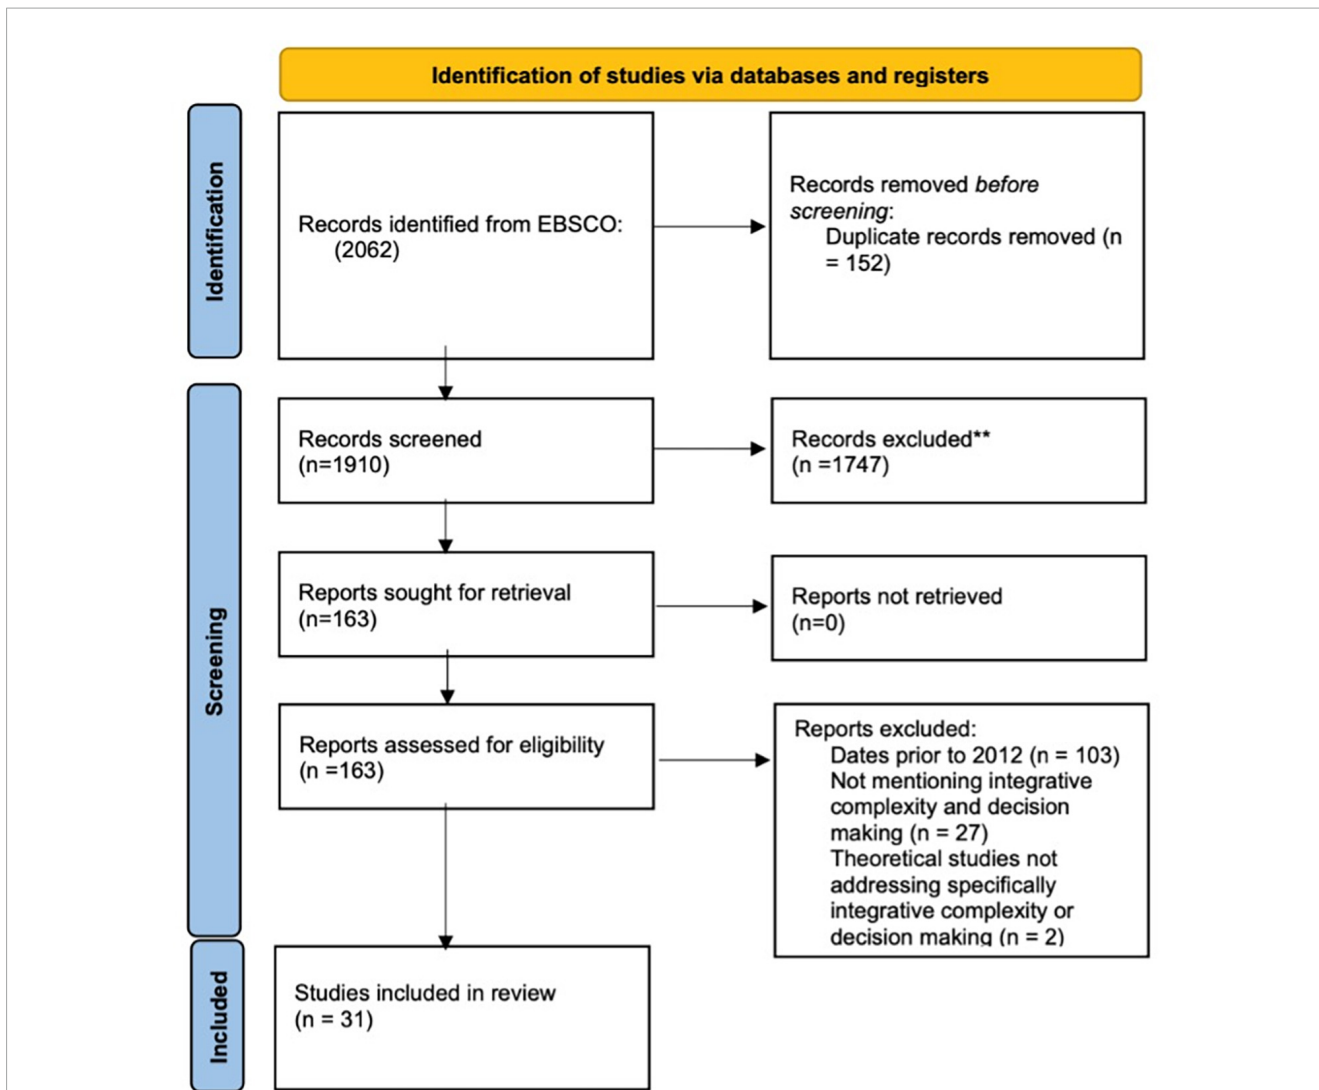 Identification of studies via databases and registers
Identification
Records identified from EBSCO:
(2062)
Records removed before
screening:
Duplicate records removed (n
= 152)
Screening
Records screened
(n=1910)
Records excluded**
(n =1747)
Reports sought for retrieval
(n=163)
Reports not retrieved
(n=0)
Reports assessed for eligibility
(n =163)
Reports excluded:
Dates prior to 2012 (n = 103)
Not mentioning integrative
complexity and decision
making (n = 27)
Theoretical studies not
addressing specifically
integrative complexity or
decision making (n = 2)
Included
Studies included in review
(n = 31)